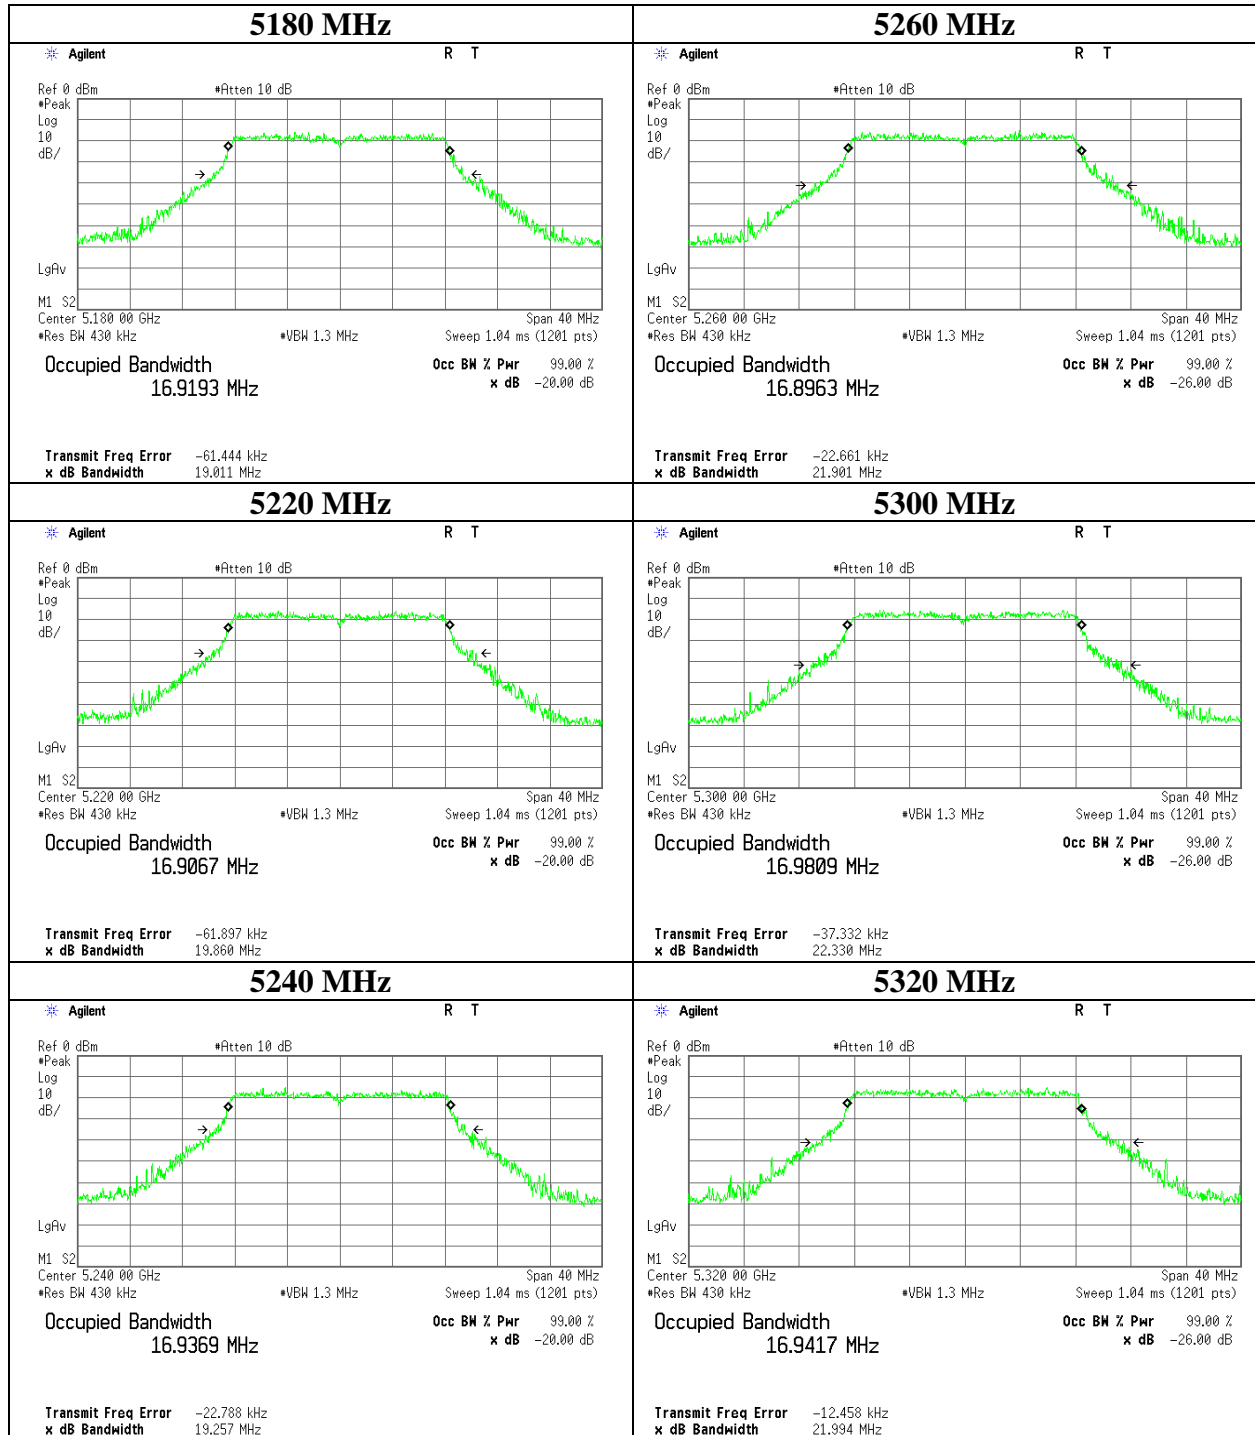 5180 MHz
Agilent R T
Ref 0 dBm #Atten 10 dB
#Peak
Log
10
dB/
LgAv
M1 S2
Center 5.180 00 GHz Span 40 MHz
#Res BW 430 kHz #VBW 1.3 MHz Sweep 1.04 ms (1201 pts)
Occupied Bandwidth Occ BW % Pwr 99.00 %
16.9193 MHz x dB -20.00 dB
Transmit Freq Error -61.444 kHz
x dB Bandwidth 19.011 MHz
5260 MHz
Agilent R T
Ref 0 dBm #Atten 10 dB
#Peak
Log
10
dB/
LgAv
M1 S2
Center 5.260 00 GHz Span 40 MHz
#Res BW 430 kHz #VBW 1.3 MHz Sweep 1.04 ms (1201 pts)
Occupied Bandwidth Occ BW % Pwr 99.00 %
16.8963 MHz x dB -26.00 dB
Transmit Freq Error -22.661 kHz
x dB Bandwidth 21.901 MHz
5220 MHz
Agilent R T
Ref 0 dBm #Atten 10 dB
#Peak
Log
10
dB/
LgAv
M1 S2
Center 5.220 00 GHz Span 40 MHz
#Res BW 430 kHz #VBW 1.3 MHz Sweep 1.04 ms (1201 pts)
Occupied Bandwidth Occ BW % Pwr 99.00 %
16.9067 MHz x dB -20.00 dB
Transmit Freq Error -61.897 kHz
x dB Bandwidth 19.860 MHz
5300 MHz
Agilent R T
Ref 0 dBm #Atten 10 dB
#Peak
Log
10
dB/
LgAv
M1 S2
Center 5.300 00 GHz Span 40 MHz
#Res BW 430 kHz #VBW 1.3 MHz Sweep 1.04 ms (1201 pts)
Occupied Bandwidth Occ BW % Pwr 99.00 %
16.9809 MHz x dB -26.00 dB
Transmit Freq Error -37.332 kHz
x dB Bandwidth 22.330 MHz
5240 MHz
Agilent R T
Ref 0 dBm #Atten 10 dB
#Peak
Log
10
dB/
LgAv
M1 S2
Center 5.240 00 GHz Span 40 MHz
#Res BW 430 kHz #VBW 1.3 MHz Sweep 1.04 ms (1201 pts)
Occupied Bandwidth Occ BW % Pwr 99.00 %
16.9369 MHz x dB -20.00 dB
Transmit Freq Error -22.788 kHz
x dB Bandwidth 19.257 MHz
5320 MHz
Agilent R T
Ref 0 dBm #Atten 10 dB
#Peak
Log
10
dB/
LgAv
M1 S2
Center 5.320 00 GHz Span 40 MHz
#Res BW 430 kHz #VBW 1.3 MHz Sweep 1.04 ms (1201 pts)
Occupied Bandwidth Occ BW % Pwr 99.00 %
16.9417 MHz x dB -26.00 dB
Transmit Freq Error -12.458 kHz
x dB Bandwidth 21.994 MHz